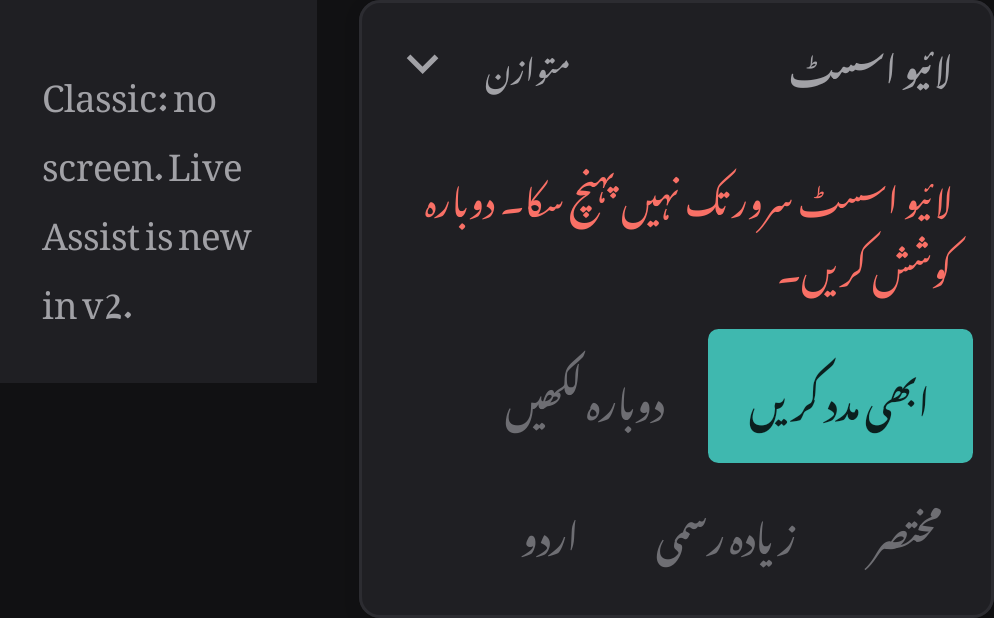 Classic: no
screen. Live
Assist is new
in v2.
لائیو اسسٹ
متوازن
لائیو اسسٹ سرور تک نہیں پہنچ سکا۔ دوبارہ
کوشش کریں۔
ابھی مدد کریں
دوبارہ لکھیں
مختصر
زیادہ رسمی
اردو